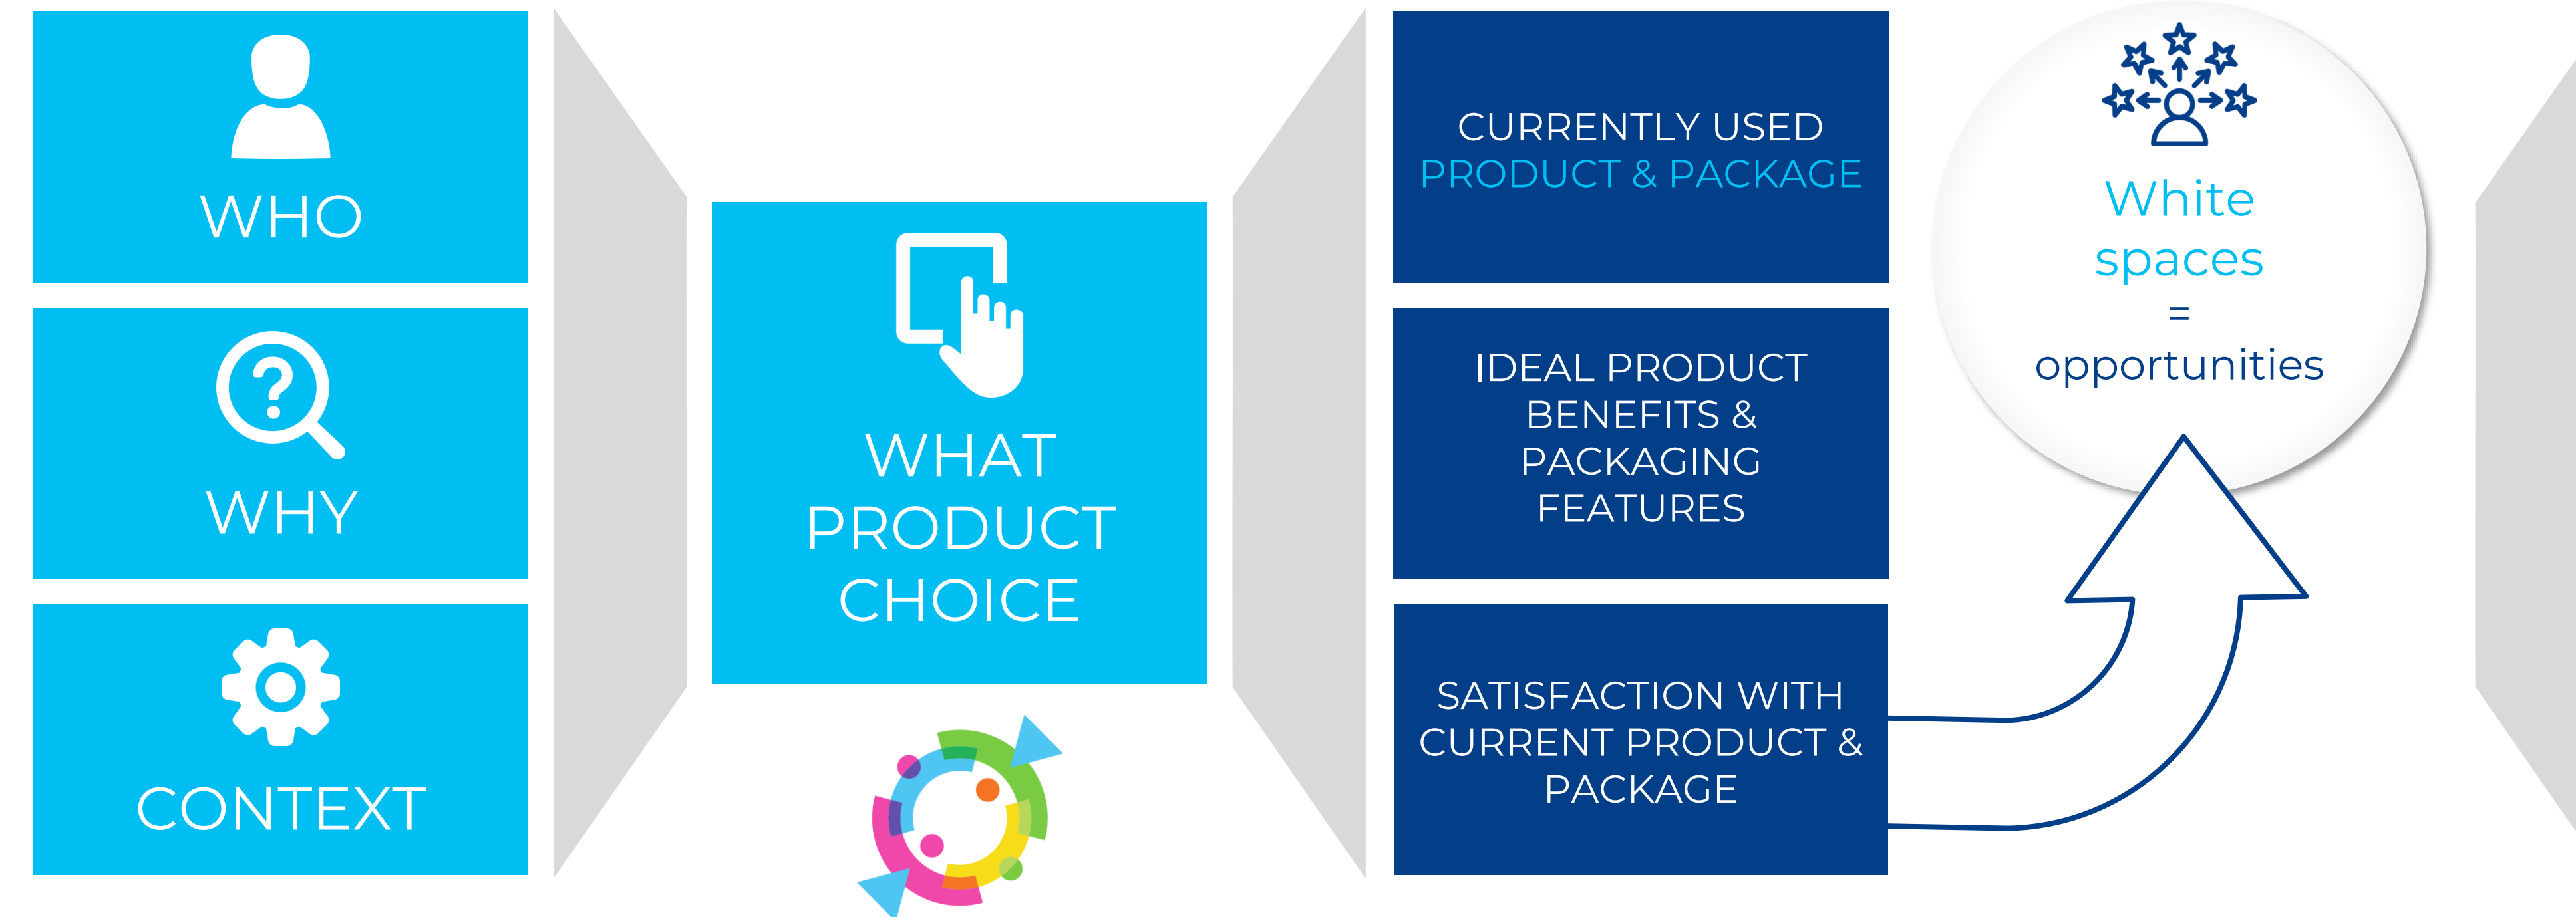 WHO
WHY
CONTEXT
WHAT
PRODUCT
CHOICE
CURRENTLY USED
PRODUCT & PACKAGE
IDEAL PRODUCT
BENEFITS &
PACKAGING
FEATURES
SATISFACTION WITH
CURRENT PRODUCT &
PACKAGE
White
spaces
=
opportunities